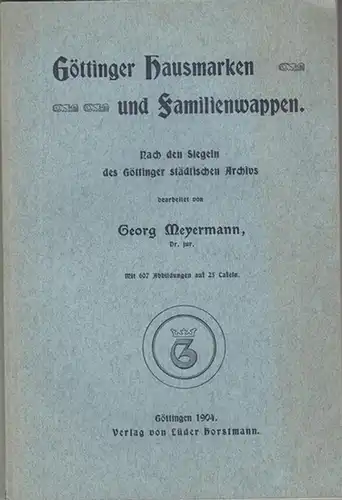 Göttinger Hausmarken
und Familienwappen.
Nach den Siegeln
des Göttinger städtischen Archivs
bearbeitet von
Georg Meyermann,
Dr. jur.
Mit 607 Abbildungen auf 23 Tafeln.
G
Göttingen 1904.
Verlag von Lüder Horstmann.